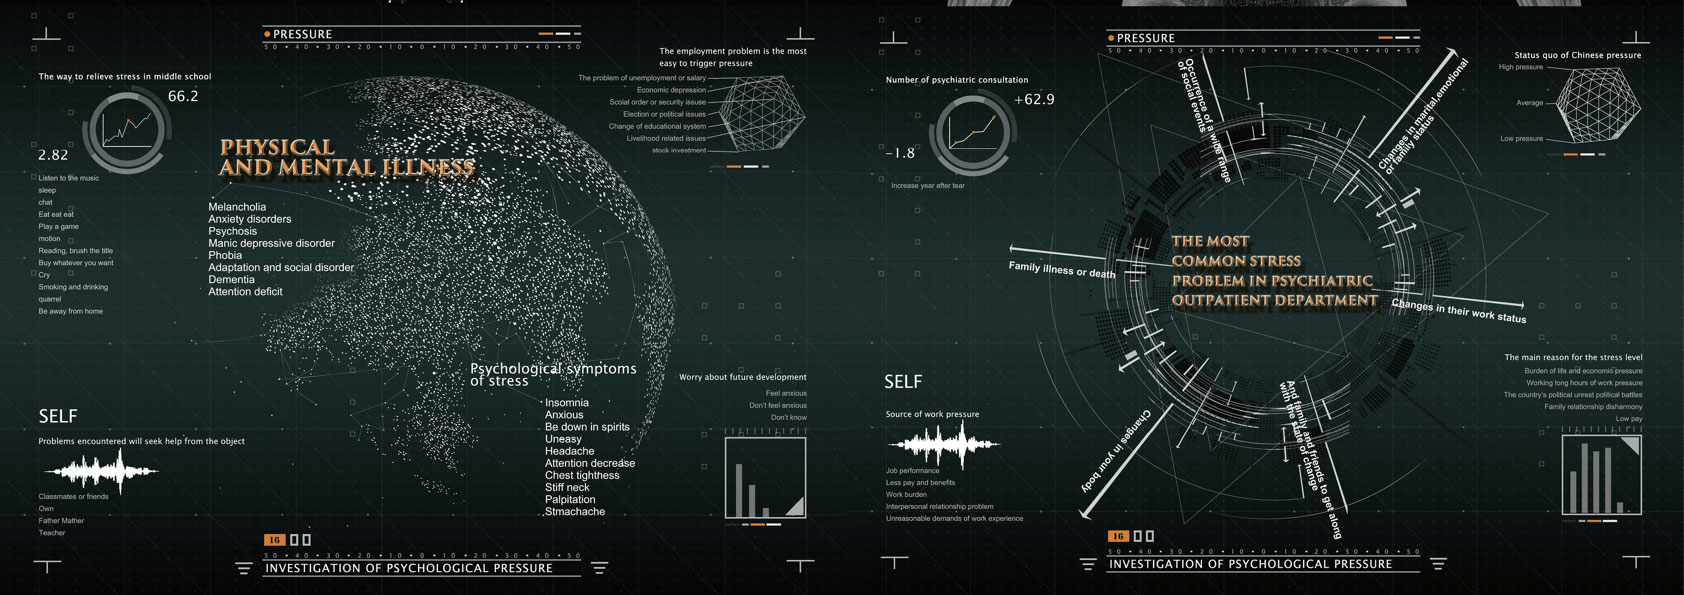 PRESSURE
50 • 40 • 30 • 20 • 10 • 0 • 10 • 20 • 30 • 40 • 50
The employment problem is the most
easy to trigger pressure
The problem of unemployment or salary
Economic depression
Scoial order or security issuse
Election or political issues
Change of educational system
Livelihood related issues
stock investment
The way to relieve stress in middle school
66.2
2.82
Listen to the music
sleep
chat
Eat eat eat
Play a game
motion
Reading, brush the title
Buy whatever you want
Cry
Smoking and drinking
quarrel
Be away from home
PHYSICAL
AND MENTAL ILLNESS
Melancholia
Anxiety disorders
Psychosis
Manic depressive disorder
Phobia
Adaptation and social disorder
Dementia
Attention deficit
Psychological symptoms
of stress
Insomnia
Anxious
Be down in spirits
Uneasy
Headache
Attention decrease
Chest tightness
Stiff neck
Palpitation
Stmachache
Worry about future development
Feel anxious
Don't feel anxious
Don't know
SELF
Problems encountered will seek help from the object
Classmates or friends
Own
Father Mather
Teacher
16
50 • 40 • 30 • 20 • 10 • 0 • 10 • 20 • 30 • 40 • 50
INVESTIGATION OF PSYCHOLOGICAL PRESSURE
PRESSURE
50 • 40 • 30 • 20 • 10 • 0 • 10 • 20 • 30 • 40 • 50
Number of psychiatric consultation
+62.9
-1.8
Increase year after tear
Status quo of Chinese pressure
High pressure
Average
Low pressure
Occurrence of a wide range
of social events
Changes in marital,emotional
or family status
Family illness or death
THE MOST
COMMON STRESS
PROBLEM IN PSYCHIATRIC
OUTPATIENT DEPARTMENT
Changes in their work status
Changes in your body
And family and friends to get along
with the state of change
The main reason for the stress level
Burden of life and economic pressure
Working long hours of work pressure
The country's political unrest political battles
Family relationship disharmony
Low pay
SELF
Source of work pressure
Job performance
Less pay and benefits
Work burden
Interpersonal relationship problem
Unreasonable demands of work experience
16
50 • 40 • 30 • 20 • 10 • 0 • 10 • 20 • 30 • 40 • 50
INVESTIGATION OF PSYCHOLOGICAL PRESSURE